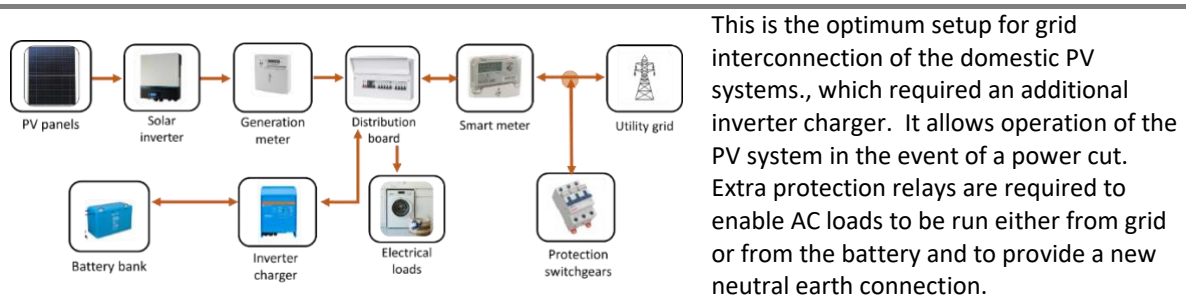 This is the optimum setup for grid
interconnection of the domestic PV
systems., which required an additional
inverter charger.  It allows operation of the
PV system in the event of a power cut.
Extra protection relays are required to
enable AC loads to be run either from grid
or from the battery and to provide a new
neutral earth connection.
PV panels
Solar
inverter
Generation
meter
Distribution
board
Smart meter
Utility grid
Battery bank
Inverter
charger
Electrical
loads
Protection
switchgears